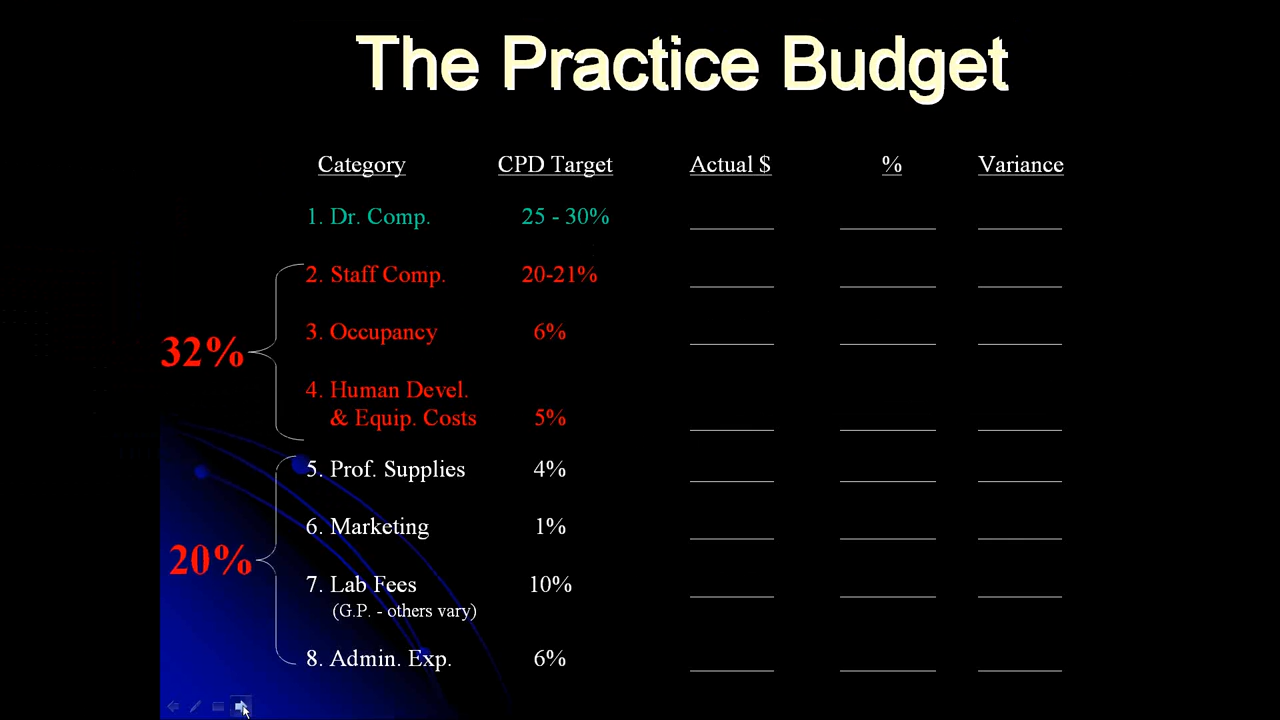 The Practice Budget
Category CPD Target Actual $ % Variance
1. Dr. Comp. 25 - 30%
2. Staff Comp. 20-21%
3. Occupancy 6%
32%
4. Human Devel.
& Equip. Costs 5%
5. Prof. Supplies 4%
6. Marketing 1%
20%
7. Lab Fees 10%
(G.P. - others vary)
8. Admin. Exp. 6%